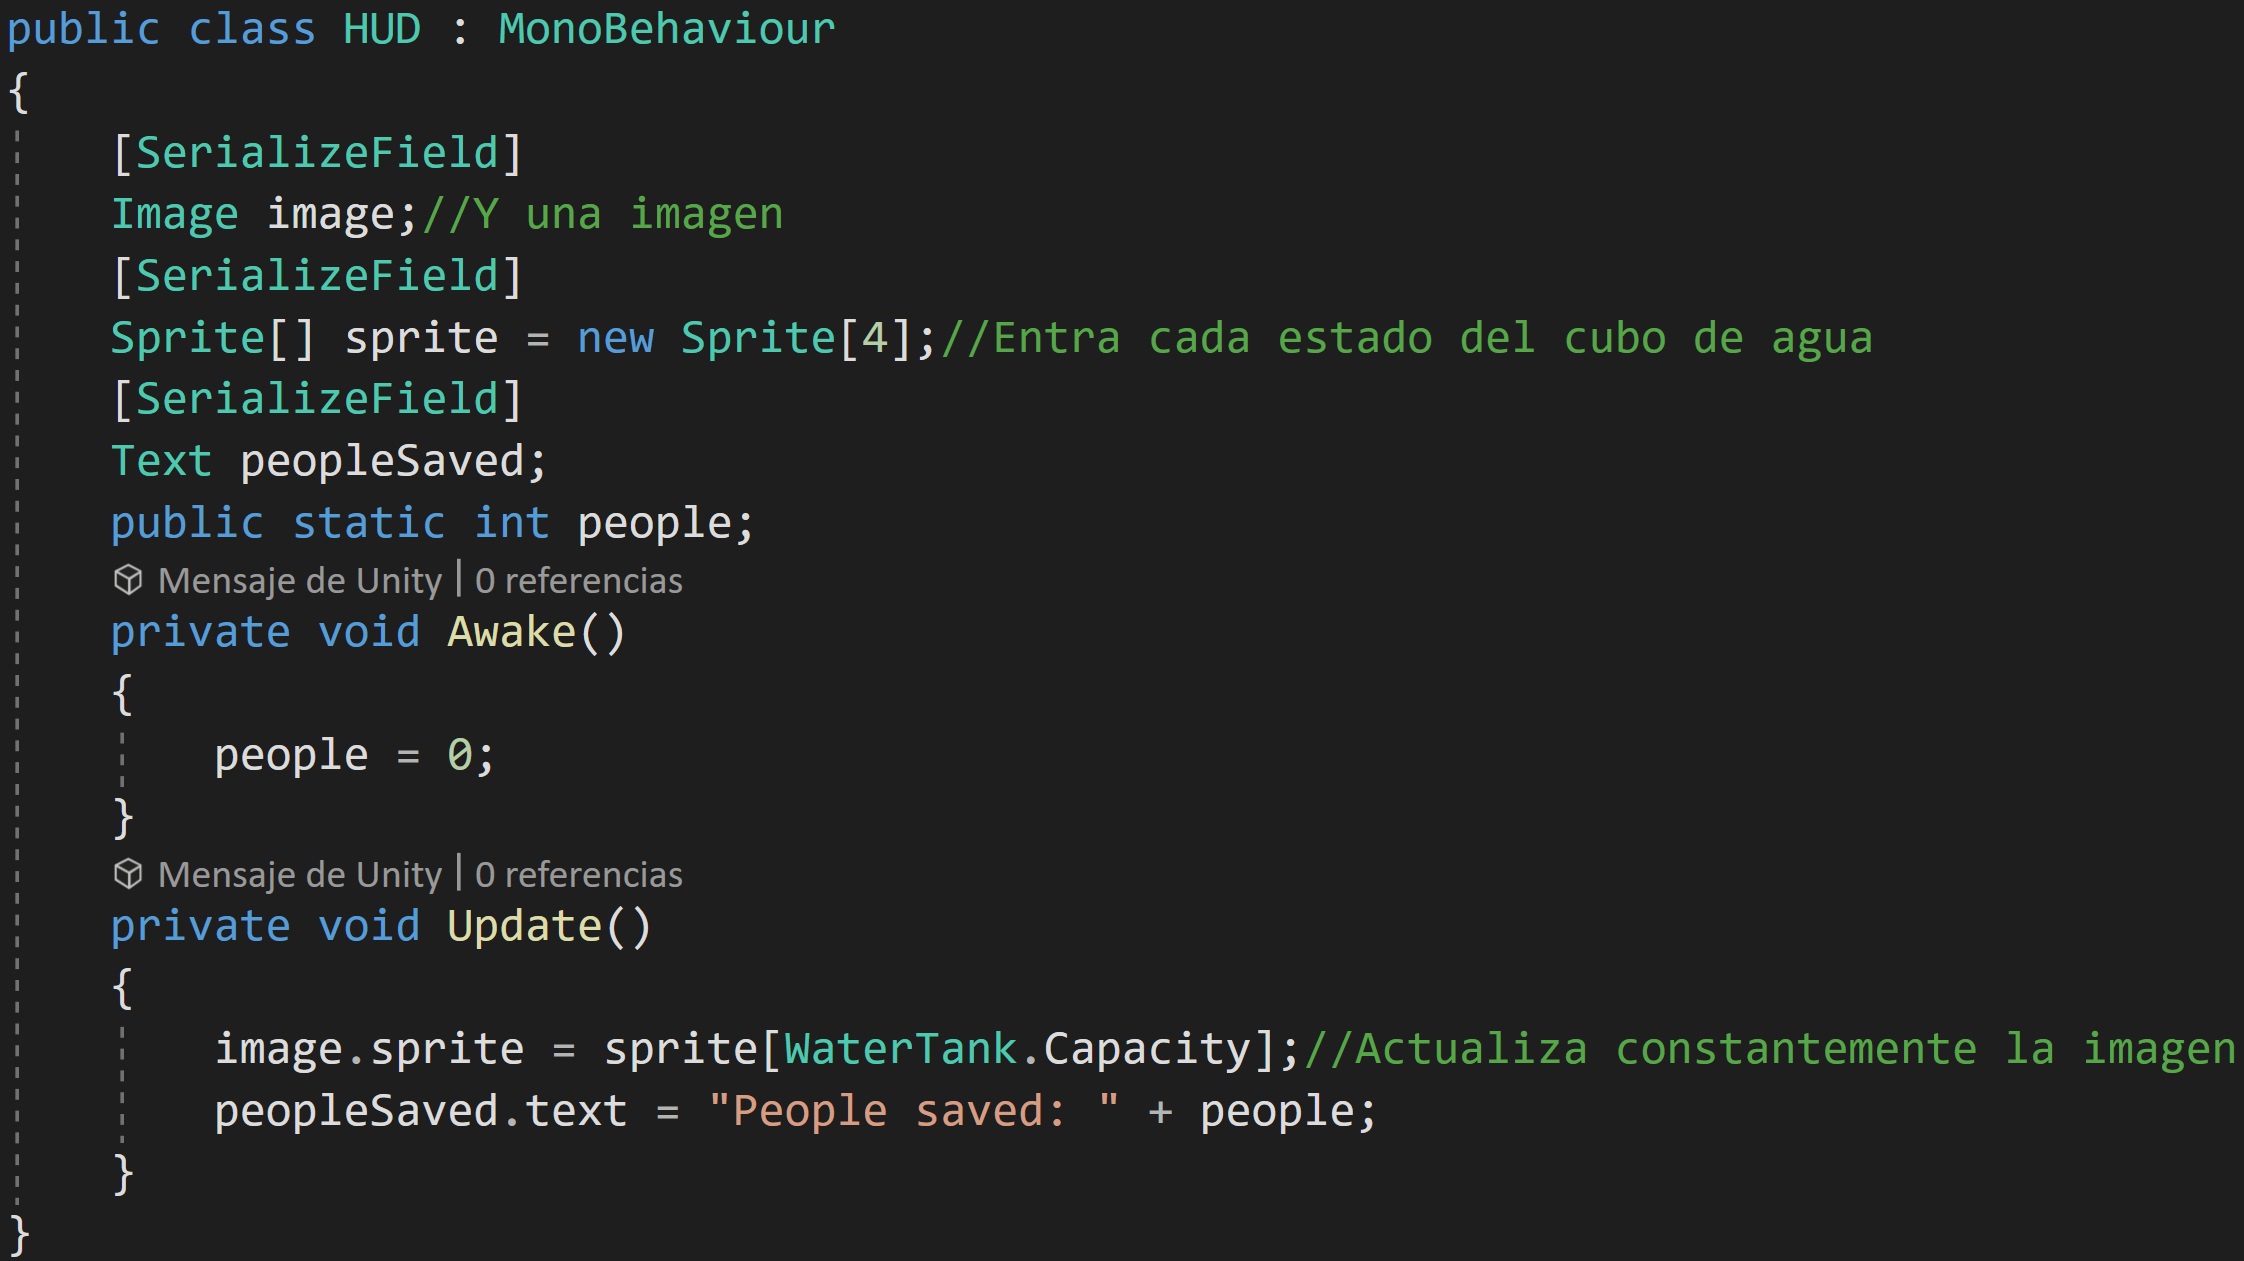 public class HUD : MonoBehaviour
{
[SerializeField]
Image image;//Y una imagen
[SerializeField]
Sprite[] sprite = new Sprite[4];//Entra cada estado del cubo de agua
[SerializeField]
Text peopleSaved;
public static int people;
Mensaje de Unity | 0 referencias
private void Awake()
{
people = 0;
}
Mensaje de Unity | 0 referencias
private void Update()
{
image.sprite = sprite[WaterTank.Capacity];//Actualiza constantemente la imagen
peopleSaved.text = "People saved: " + people;
}
}